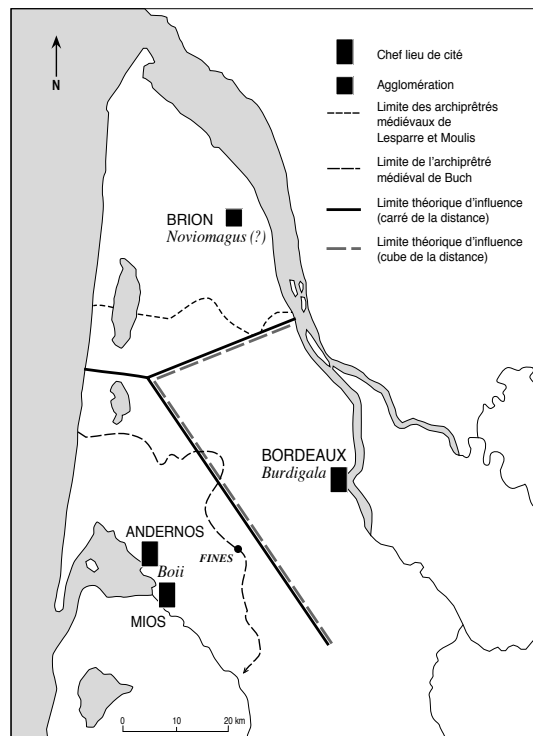 N
Chef lieu de cité
Agglomération
Limite des archiprêtrés
médiévaux de
Lesparre et Moulis
Limite de l'archiprêtré
médiéval de Buch
Limite théorique d'influence
(carré de la distance)
Limite théorique d'influence
(cube de la distance)
BRION
Noviomagus (?)
BORDEAUX
Burdigala
ANDERNOS
Boii
FINES
MIOS
0 10 20 km